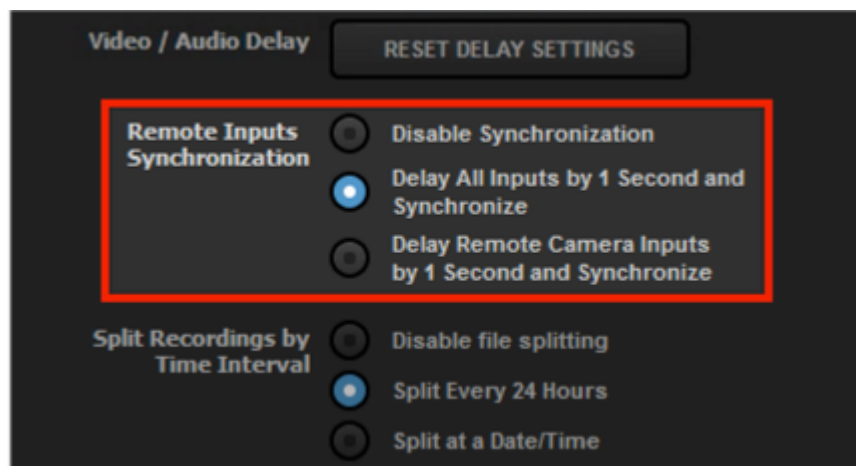 Video / Audio Delay
RESET DELAY SETTINGS
Remote Inputs
Synchronization
Disable Synchronization
Delay All Inputs by 1 Second and
Synchronize
Delay Remote Camera Inputs
by 1 Second and Synchronize
Split Recordings by
Time Interval
Disable file splitting
Split Every 24 Hours
Split at a Date/Time